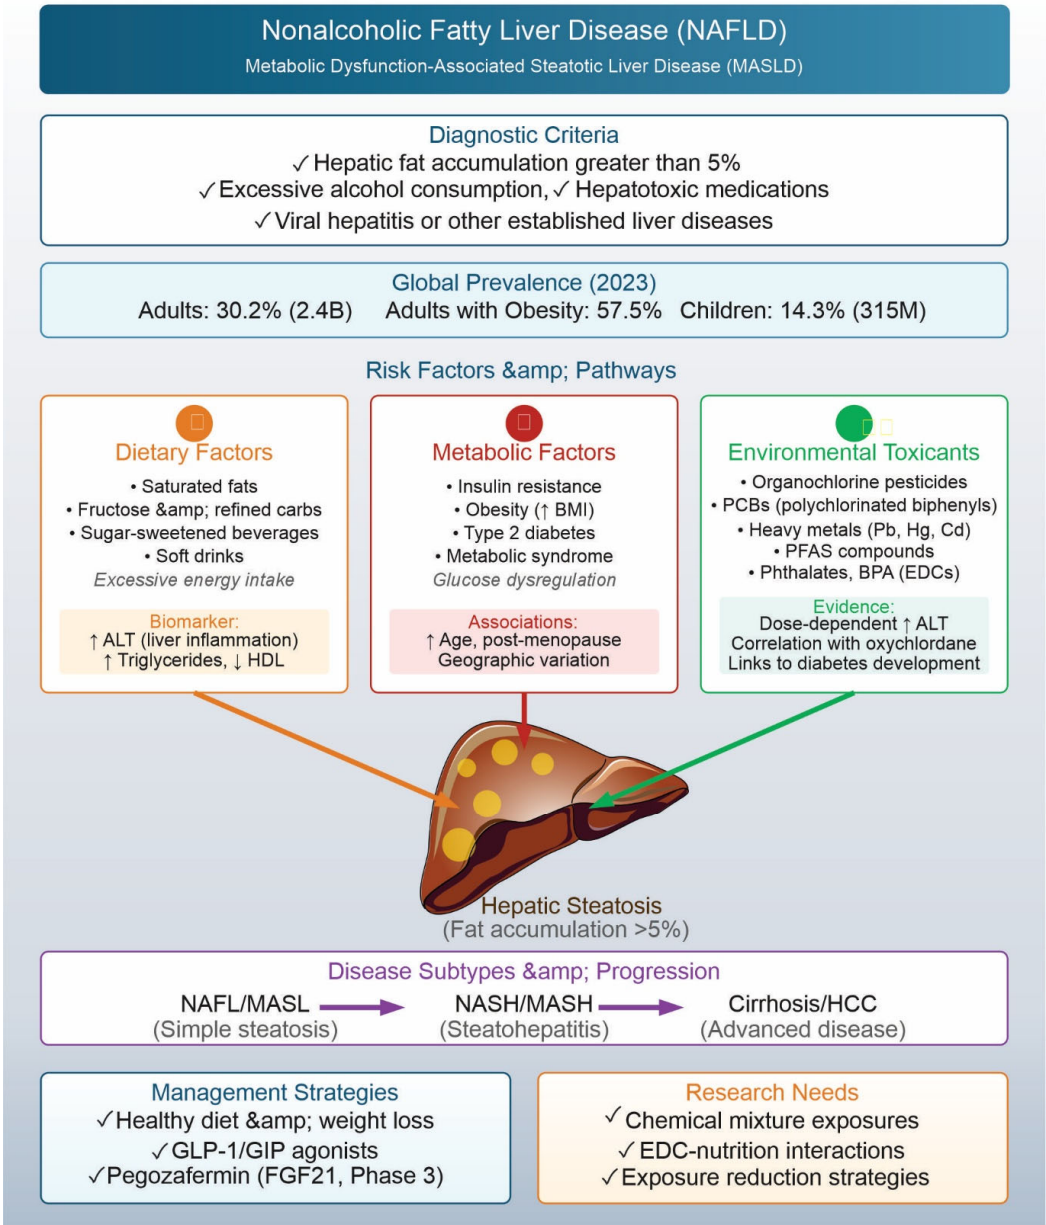 Nonalcoholic Fatty Liver Disease (NAFLD)
Metabolic Dysfunction-Associated Steatotic Liver Disease (MASLD)
Diagnostic Criteria
✓Hepatic fat accumulation greater than 5%
✓Excessive alcohol consumption, ✓ Hepatotoxic medications
✓Viral hepatitis or other established liver diseases
Global Prevalence (2023)
Adults: 30.2% (2.4B) Adults with Obesity: 57.5% Children: 14.3% (315M)
Risk Factors &amp; Pathways
Dietary Factors
• Saturated fats
• Fructose &amp; refined carbs
• Sugar-sweetened beverages
• Soft drinks
Excessive energy intake
Biomarker:
↑ ALT (liver inflammation)
↑ Triglycerides, ↓ HDL
Metabolic Factors
• Insulin resistance
• Obesity (↑ BMI)
• Type 2 diabetes
• Metabolic syndrome
Glucose dysregulation
Associations:
↑ Age, post-menopause
Geographic variation
Environmental Toxicants
• Organochlorine pesticides
• PCBs (polychlorinated biphenyls)
• Heavy metals (Pb, Hg, Cd)
• PFAS compounds
• Phthalates, BPA (EDCs)
Evidence:
Dose-dependent ↑ ALT
Correlation with oxychlordane
Links to diabetes development
Hepatic Steatosis
(Fat accumulation >5%)
Disease Subtypes &amp; Progression
NAFL/MASL
(Simple steatosis)
NASH/MASH
(Steatohepatitis)
Cirrhosis/HCC
(Advanced disease)
Management Strategies
✓Healthy diet &amp; weight loss
✓GLP-1/GIP agonists
✓Pegozafermin (FGF21, Phase 3)
Research Needs
✓Chemical mixture exposures
✓EDC-nutrition interactions
✓Exposure reduction strategies